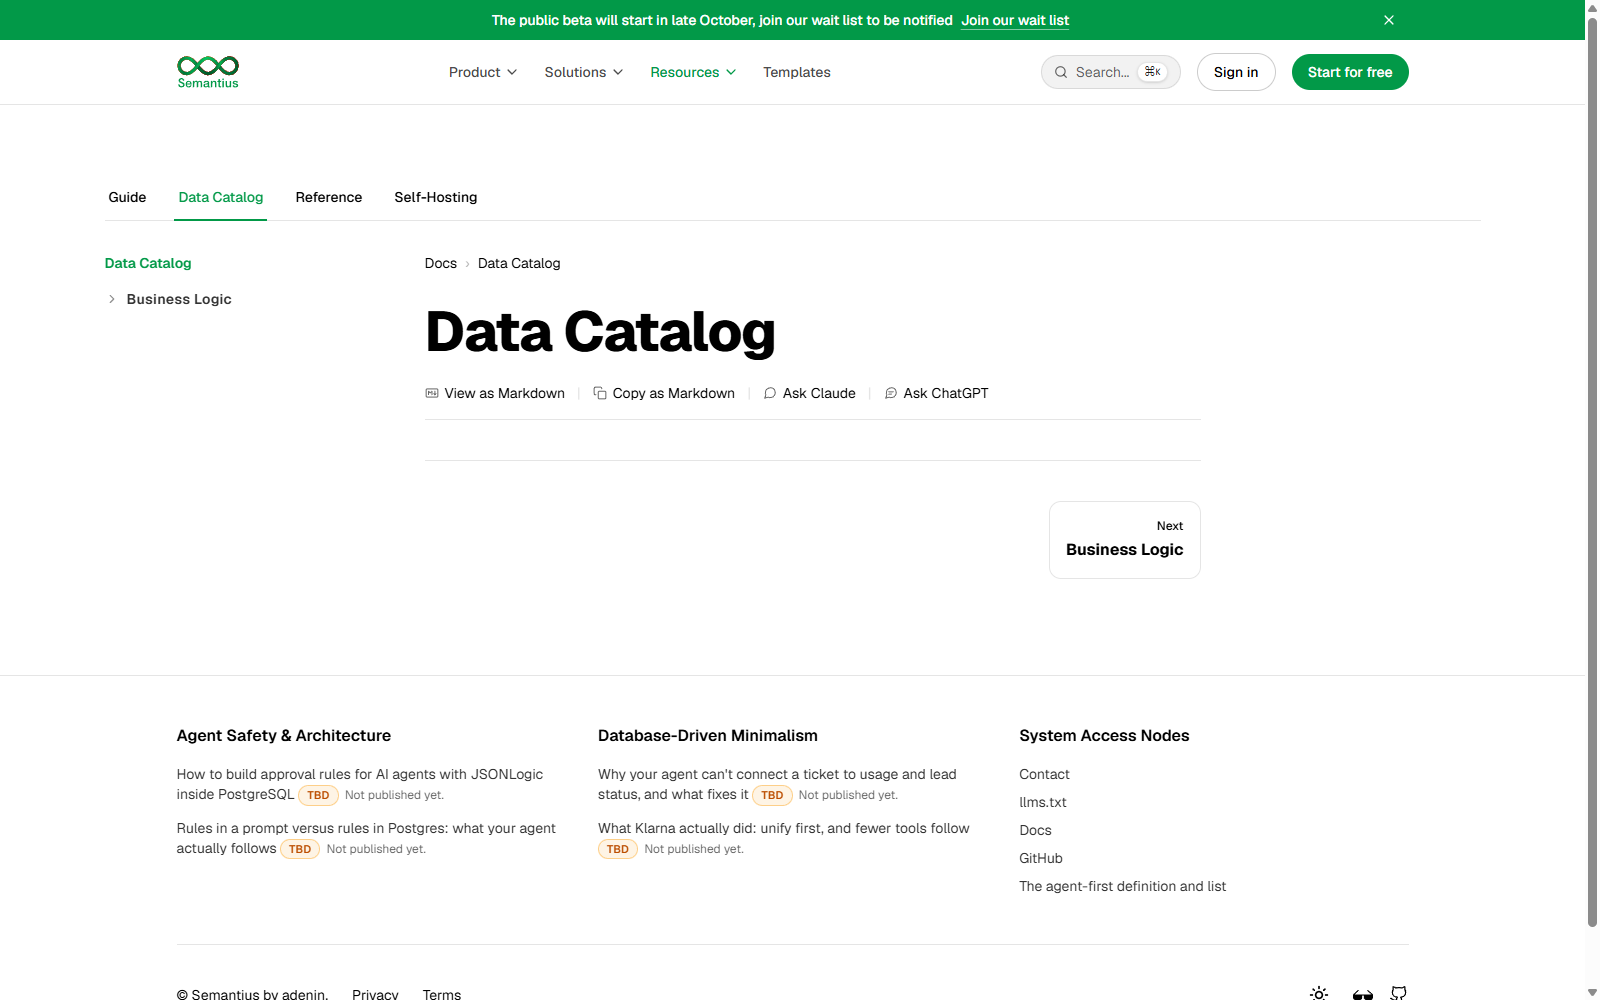 The public beta will start in late October, join our wait list to be notified Join our wait list
Semantius
Product
Solutions
Resources
Templates
Search... ⌘K
Sign in
Start for free
Guide
Data Catalog
Reference
Self-Hosting
Data Catalog
Business Logic
Docs › Data Catalog
Data Catalog
View as Markdown
Copy as Markdown
Ask Claude
Ask ChatGPT
Next
Business Logic
Agent Safety & Architecture
How to build approval rules for AI agents with JSONLogic
inside PostgreSQL TBD Not published yet.
Rules in a prompt versus rules in Postgres: what your agent
actually follows TBD Not published yet.
Database-Driven Minimalism
Why your agent can't connect a ticket to usage and lead
status, and what fixes it TBD Not published yet.
What Klarna actually did: unify first, and fewer tools follow
TBD Not published yet.
System Access Nodes
Contact
llms.txt
Docs
GitHub
The agent-first definition and list
© Semantius by adenin.
Privacy
Terms